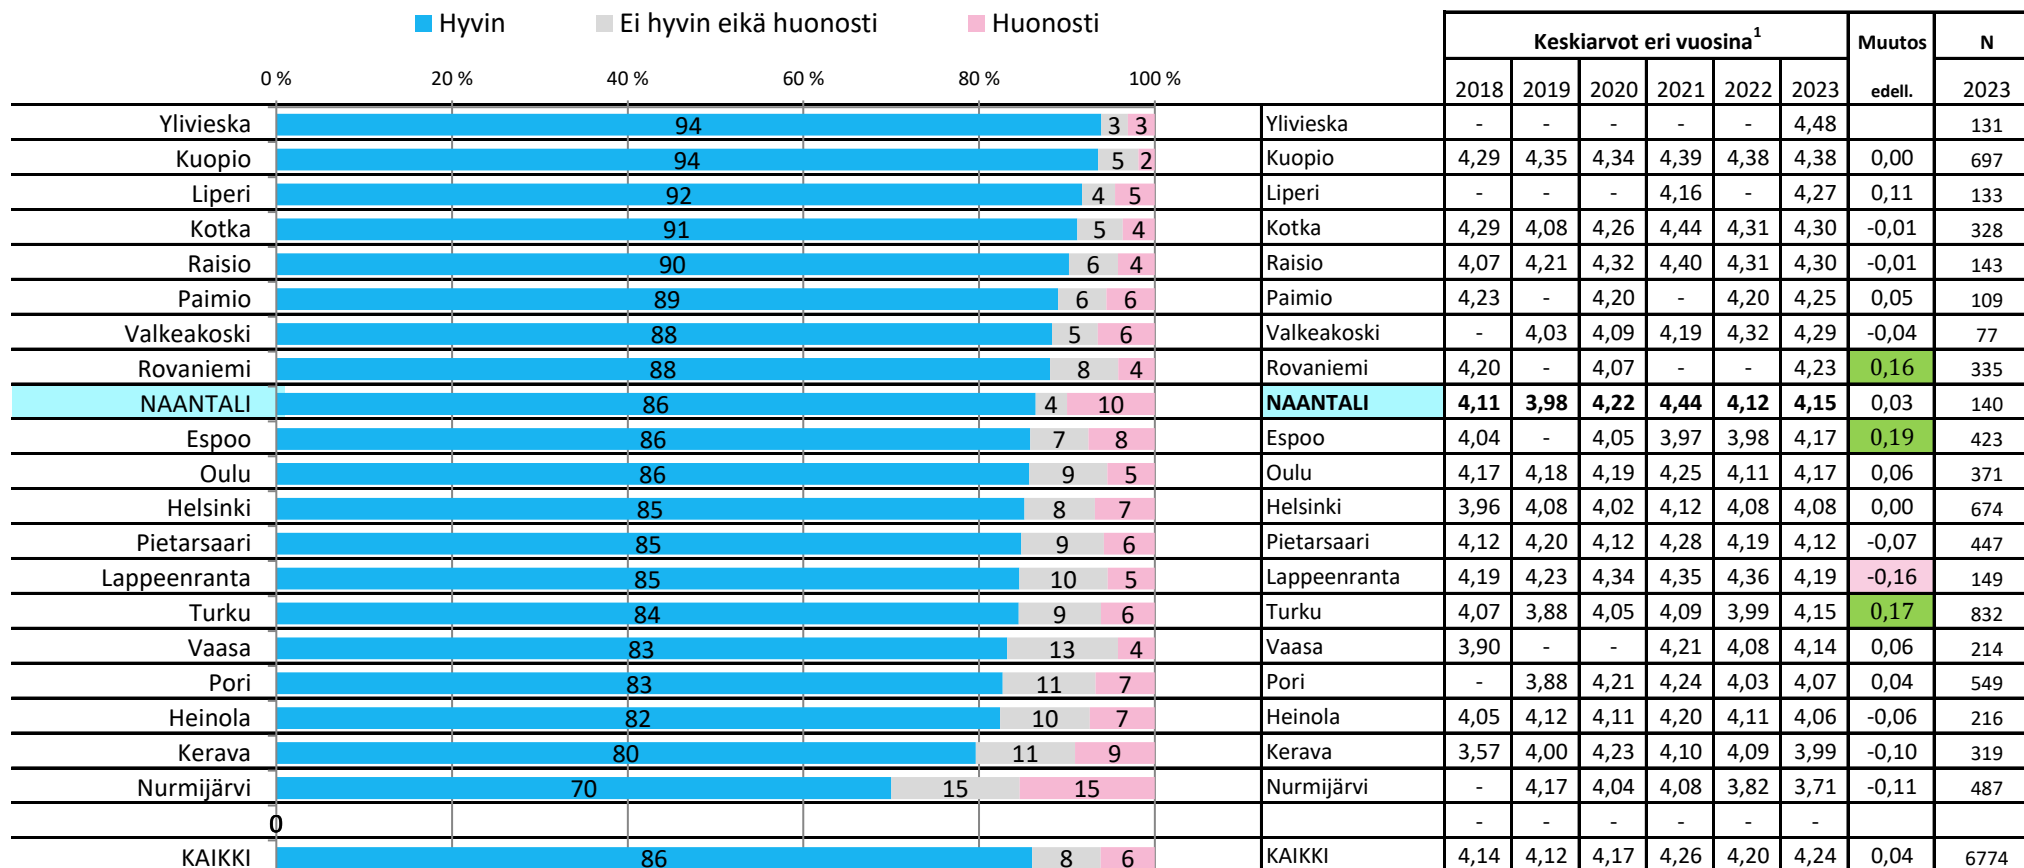 Hyvin Ei hyvin eikä huonosti Huonosti
Keskiarvot eri vuosina1 Muutos N
0 % 20 % 40 % 60 % 80 % 100 % 2018 2019 2020 2021 2022 2023 edell. 2023
Ylivieska 94 3 3 Ylivieska - - - - - 4,48 131
Kuopio 94 5 2 Kuopio 4,29 4,35 4,34 4,39 4,38 4,38 0,00 697
Liperi 92 4 5 Liperi - - - 4,16 - 4,27 0,11 133
Kotka 91 5 4 Kotka 4,29 4,08 4,26 4,44 4,31 4,30 -0,01 328
Raisio 90 6 4 Raisio 4,07 4,21 4,32 4,40 4,31 4,30 -0,01 143
Paimio 89 6 6 Paimio 4,23 - 4,20 - 4,20 4,25 0,05 109
Valkeakoski 88 5 6 Valkeakoski - 4,03 4,09 4,19 4,32 4,29 -0,04 77
Rovaniemi 88 8 4 Rovaniemi 4,20 - 4,07 - - 4,23 0,16 335
NAANTALI 86 4 10 NAANTALI 4,11 3,98 4,22 4,44 4,12 4,15 0,03 140
Espoo 86 7 8 Espoo 4,04 - 4,05 3,97 3,98 4,17 0,19 423
Oulu 86 9 5 Oulu 4,17 4,18 4,19 4,25 4,11 4,17 0,06 371
Helsinki 85 8 7 Helsinki 3,96 4,08 4,02 4,12 4,08 4,08 0,00 674
Pietarsaari 85 9 6 Pietarsaari 4,12 4,20 4,12 4,28 4,19 4,12 -0,07 447
Lappeenranta 85 10 5 Lappeenranta 4,19 4,23 4,34 4,35 4,36 4,19 -0,16 149
Turku 84 9 6 Turku 4,07 3,88 4,05 4,09 3,99 4,15 0,17 832
Vaasa 83 13 4 Vaasa 3,90 - - 4,21 4,08 4,14 0,06 214
Pori 83 11 7 Pori - 3,88 4,21 4,24 4,03 4,07 0,04 549
Heinola 82 10 7 Heinola 4,05 4,12 4,11 4,20 4,11 4,06 -0,06 216
Kerava 80 11 9 Kerava 3,57 4,00 4,23 4,10 4,09 3,99 -0,10 319
Nurmijärvi 70 15 15 Nurmijärvi - 4,17 4,04 4,08 3,82 3,71 -0,11 487
0 - - - - - -
KAIKKI 86 8 6 KAIKKI 4,14 4,12 4,17 4,26 4,20 4,24 0,04 6774